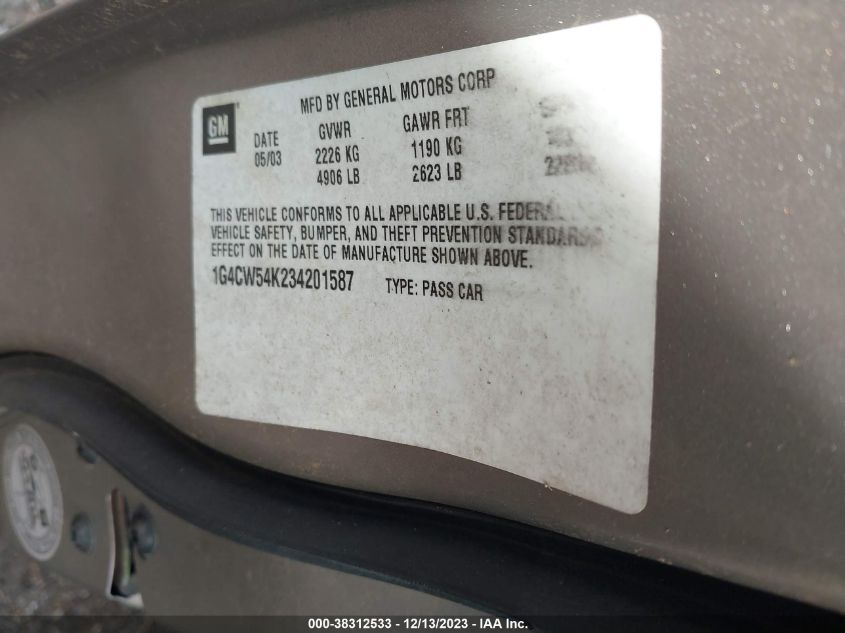 MFD BY GENERAL MOTORS CORP
GM
DATE GVWR GAWR FRT
05/03 2226 KG 1190 KG
4906 LB 2623 LB
THIS VEHICLE CONFORMS TO ALL APPLICABLE U.S. FEDERAL
VEHICLE SAFETY, BUMPER, AND THEFT PREVENTION STANDARDS
EFFECT ON THE DATE OF MANUFACTURE SHOWN ABOVE.
1G4CW54K234201587 TYPE: PASS CAR
000-38312533 - 12/13/2023 - IAA Inc.